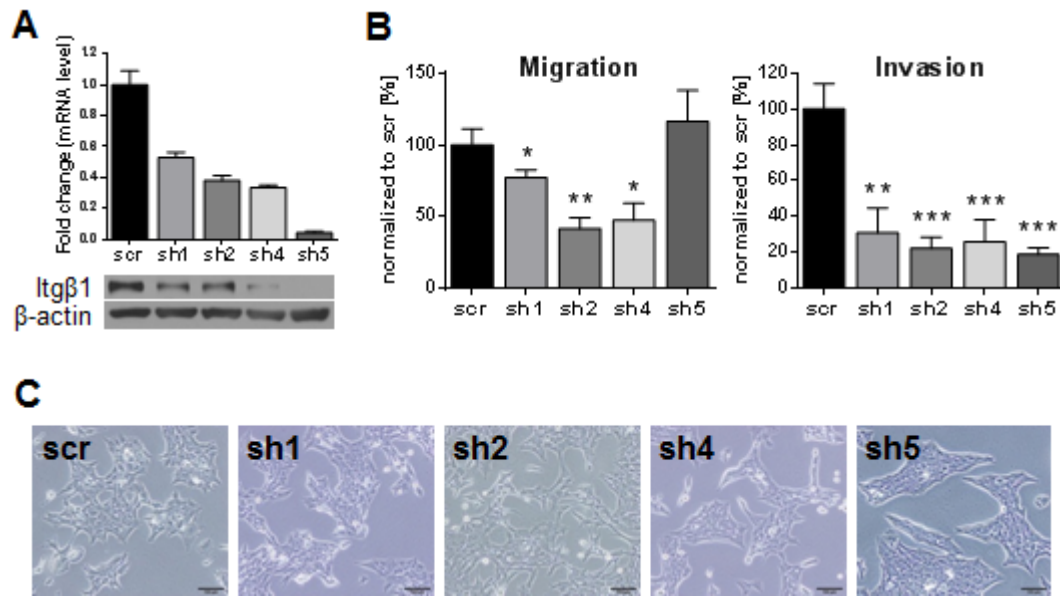 A
Fold change (mRNA level)
1.2
1.0
0.8
0.6
0.4
0.2
0.0
scr sh1 sh2 sh4 sh5
Itgβ1
β-actin
B
Migration
normalized to scr [%]
150
100
50
0
*
**
*
scr sh1 sh2 sh4 sh5
Invasion
normalized to scr [%]
120
100
80
60
40
20
0
**
***
***
***
scr sh1 sh2 sh4 sh5
C
scr sh1 sh2 sh4 sh5